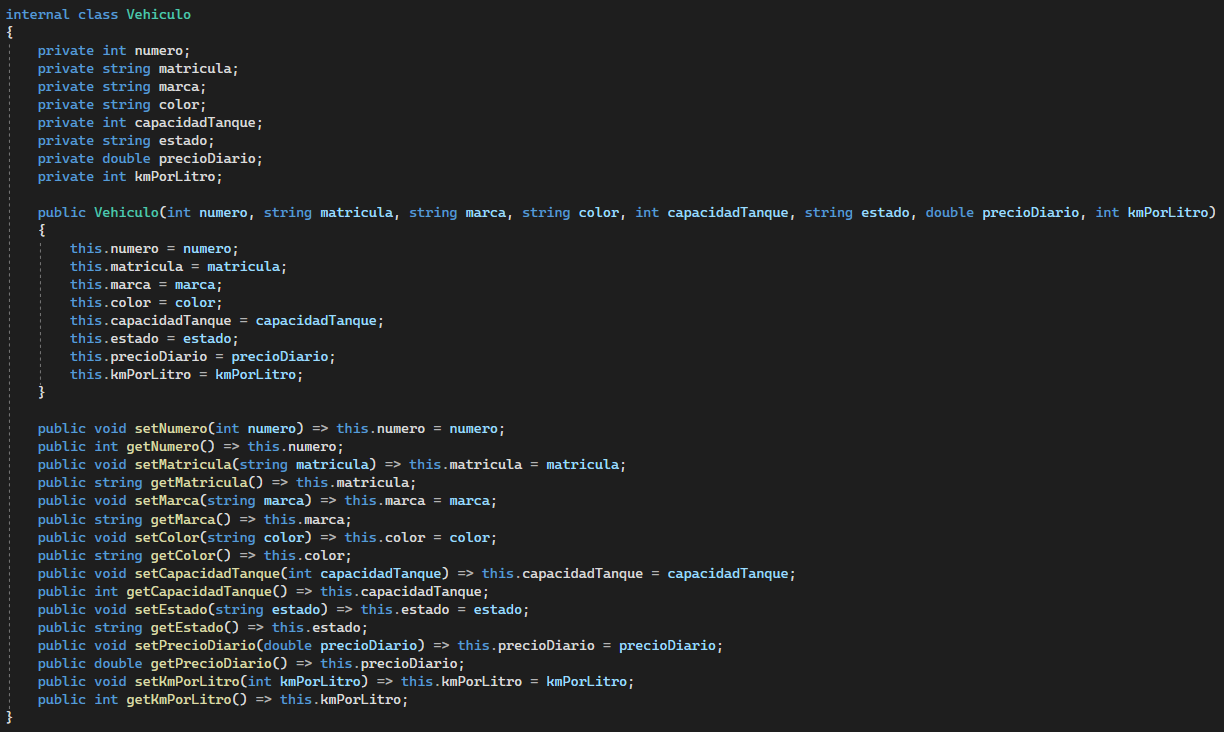 internal class Vehiculo
{
private int numero;
private string matricula;
private string marca;
private string color;
private int capacidadTanque;
private string estado;
private double precioDiario;
private int kmPorLitro;
public Vehiculo(int numero, string matricula, string marca, string color, int capacidadTanque, string estado, double precioDiario, int kmPorLitro)
{
this.numero = numero;
this.matricula = matricula;
this.marca = marca;
this.color = color;
this.capacidadTanque = capacidadTanque;
this.estado = estado;
this.precioDiario = precioDiario;
this.kmPorLitro = kmPorLitro;
}
public void setNumero(int numero) => this.numero = numero;
public int getNumero() => this.numero;
public void setMatricula(string matricula) => this.matricula = matricula;
public string getMatricula() => this.matricula;
public void setMarca(string marca) => this.marca = marca;
public string getMarca() => this.marca;
public void setColor(string color) => this.color = color;
public string getColor() => this.color;
public void setCapacidadTanque(int capacidadTanque) => this.capacidadTanque = capacidadTanque;
public int getCapacidadTanque() => this.capacidadTanque;
public void setEstado(string estado) => this.estado = estado;
public string getEstado() => this.estado;
public void setPrecioDiario(double precioDiario) => this.precioDiario = precioDiario;
public double getPrecioDiario() => this.precioDiario;
public void setKmPorLitro(int kmPorLitro) => this.kmPorLitro = kmPorLitro;
public int getKmPorLitro() => this.kmPorLitro;
}